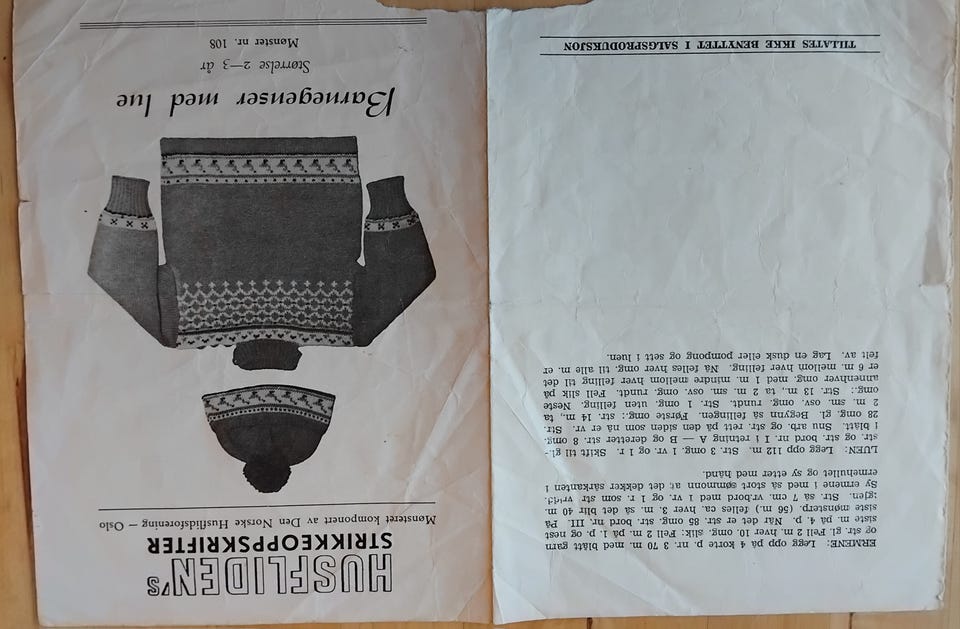 ERMENE: Legg opp på 4 korte p. nr. 3 70 m. med blått garn
og str. gl. Fell 2 m. hver 10. omg. slik: Fell 2 m. på 1. p. og nest
siste m. på 4. p. Når det er str. 85 omg. str. bord nr. III. På
siste mønsterp. (56 m.) felles ca. hver 3. m. så det blir 40 m.
igjen. Str. så 7 cm. vr.bord med 1 vr. og 1 r. som str. vridd.
Sy ermene i med så stort sømmonn at det dekker sårkanten i
ermehullet og sy etter med hånd.
LUEN: Legg opp 112 m. Str. 3 omg. 1 vr. og 1 r. Skift til gl.-
str. og str. bord nr I i retning A — B og deretter str. 8 omg.
i blått. Snu arb. og str. rett på den siden som nå er vr. Str.
28 omg. gl. Begynn så fellingen. Første omg.: str. 14 m., ta
2 m. sm. osv. omg. rundt. Str. 1 omg. uten felling. Neste
omg.: Str. 13 m., ta 2 m. sm. osv. omg. rundt. Fell slik på
annenhver omg. med 1 m. mindre mellom hver felling til det
er 6 m. mellom hver felling. Nå felles hver omg. til alle m. er
felt av. Lag en dusk eller pompong og sett i luen.
TILLATES IKKE BENYTTET I SALGSPRODUKSJON
HUSFLIDEN's
STRIKKEOPPSKRIFTER
Mønsteret komponert av Den Norske Husflidsforening — Oslo
Barnegenser med lue
Størrelse 2—3 år
Mønster nr. 108